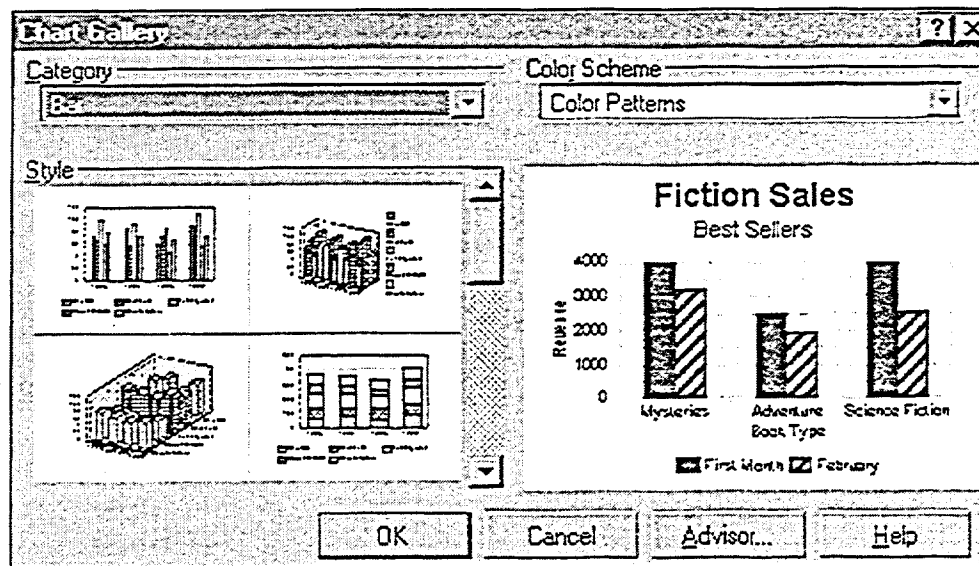 Chart Gallery
Category
Color Scheme
Color Patterns
Style
Fiction Sales
Best Sellers
4000
3000
2000
1000
0
Revenue
Mysteries
Adventure
Science Fiction
Book Type
First Month
February
OK
Cancel
Advisor...
Help